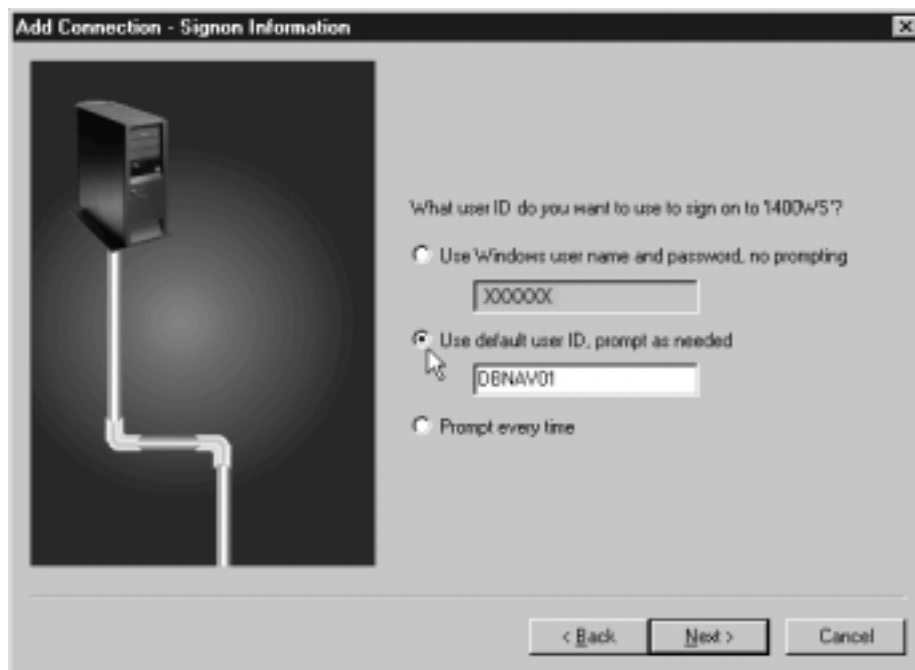 Add Connection - Signon Information
What user ID do you want to use to sign on to '1400WS'?
Use Windows user name and password, no prompting
XXXXXX
Use default user ID, prompt as needed
DBNAV01
Prompt every time
< Back
Next >
Cancel